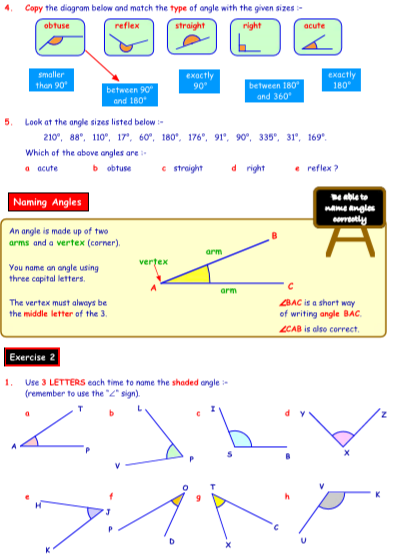 4. Copy the diagram below and match the type of angle with the given sizes :-
obtuse reflex straight right acute
smaller than 90°
between 90° and 180°
exactly 90°
between 180° and 360°
exactly 180°
5. Look at the angle sizes listed below :-
210°, 88°, 110°, 17°, 60°, 180°, 176°, 91°, 90°, 335°, 31°, 169°.
Which of the above angles are :-
a acute b obtuse c straight d right e reflex ?
Naming Angles
Be able to
name angles
correctly
An angle is made up of two
arms and a vertex (corner).
You name an angle using
three capital letters.
The vertex must always be
the middle letter of the 3.
vertex
arm
arm
A
B
C
∠BAC is a short way
of writing angle BAC.
∠CAB is also correct.
Exercise 2
1. Use 3 LETTERS each time to name the shaded angle :-
(remember to use the "∠" sign).
a T A P
b L V P
c I S B
d Y Z X
e H J K
f O P D
g T C X
h V K U